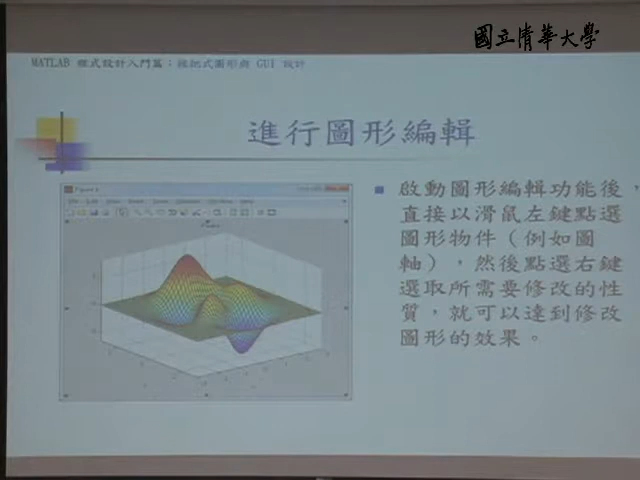 國立清華大學
MATLAB 程式設計入門篇：握把式圖形與 GUI 設計
進行圖形編輯
啟動圖形編輯功能後，
直接以滑鼠左鍵點選
圖形物件（例如圖
軸），然後點選右鍵
選取所需要修改的性
質，就可以達到修改
圖形的效果。